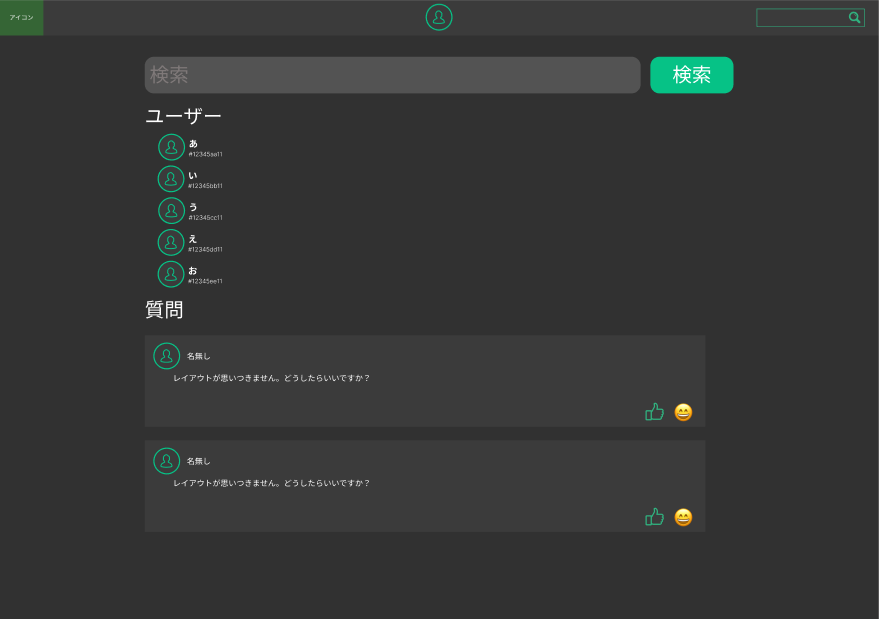 アイコン
検索 検索
ユーザー
あ
#12345aa11
い
#12345bb11
う
#12345cc11
え
#12345dd11
お
#12345ee11
質問
名無し
レイアウトが思いつきません。どうしたらいいですか？
名無し
レイアウトが思いつきません。どうしたらいいですか？